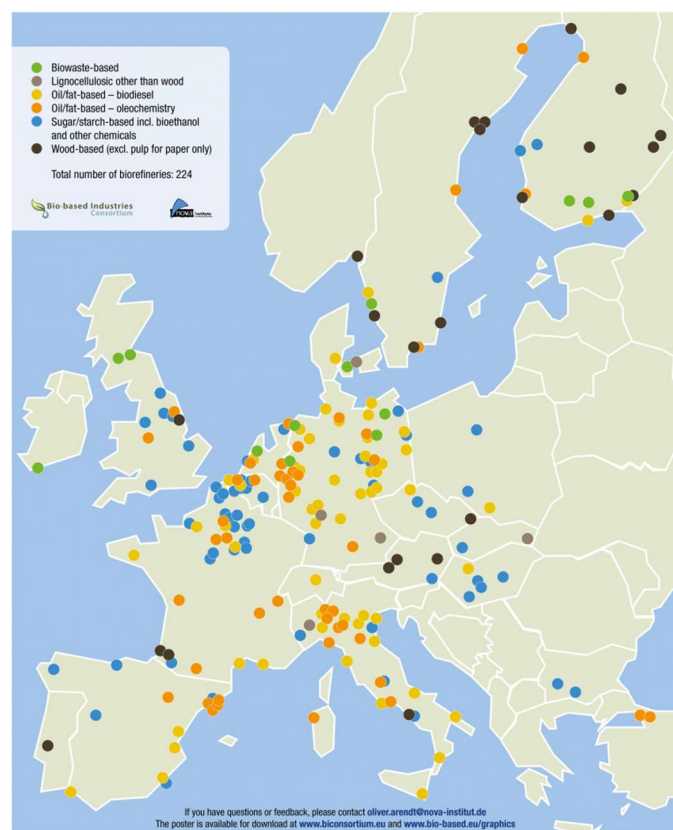 Biowaste-based
Lignocellulosic other than wood
Oil/fat-based – biodiesel
Oil/fat-based – oleochemistry
Sugar/starch-based incl. bioethanol
and other chemicals
Wood-based (excl. pulp for paper only)
Total number of biorefineries: 224
Bio-based Industries
Consortium
nova
Institute
If you have questions or feedback, please contact oliver.arendt@nova-institut.de
The poster is available for download at www.biconsortium.eu and www.bio-based.eu/graphics